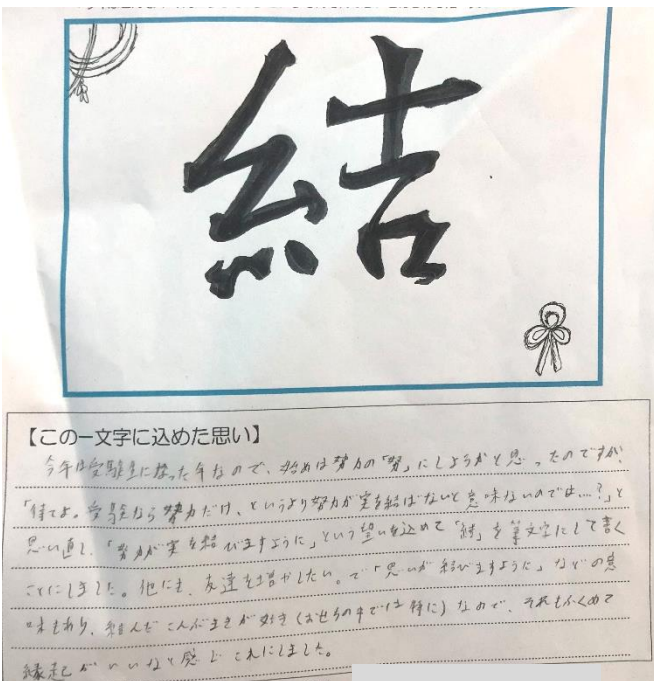 結
【この一文字に込めた思い】
今年は受験生になった年なので、始めは努力の「努」にしようかと思ったのですが、
「待てよ。受験なら努力だけ、というより努力が実を結ばないと意味ないのでは…?」と
思い直し、「努力が実を結びますように」という望いを込めて「結」を筆文字にして書く
ことにしました。他にも、友達を増やしたい。で「思いが結びますように」などの意
味もあり、結んだこんぶまきが好き(おせちの中では特に)なので、それもふくめて
縁起がいいなと感じこれにしました。